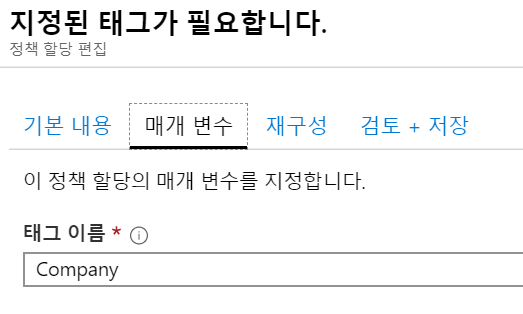 지정된 태그가 필요합니다.
정책 할당 편집
기본 내용 매개 변수 재구성 검토 + 저장
이 정책 할당의 매개 변수를 지정합니다.
태그 이름 *
Company